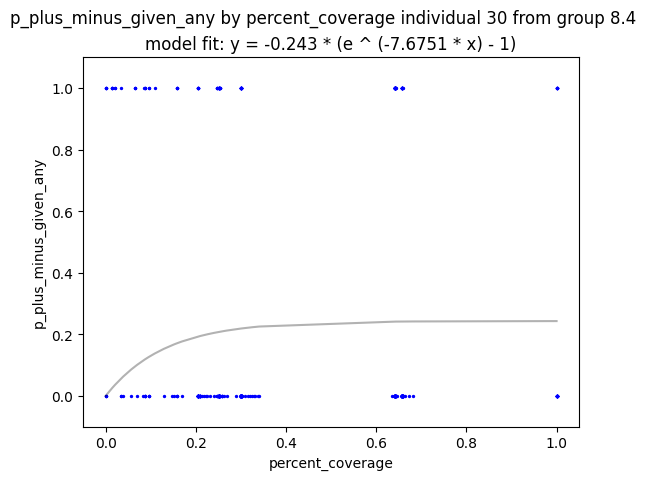 p_plus_minus_given_any by percent_coverage individual 30 from group 8.4
model fit: y = -0.243 * (e ^ (-7.6751 * x) - 1)
1.0
0.8
0.6
0.4
0.2
0.0
p_plus_minus_given_any
0.0 0.2 0.4 0.6 0.8 1.0
percent_coverage